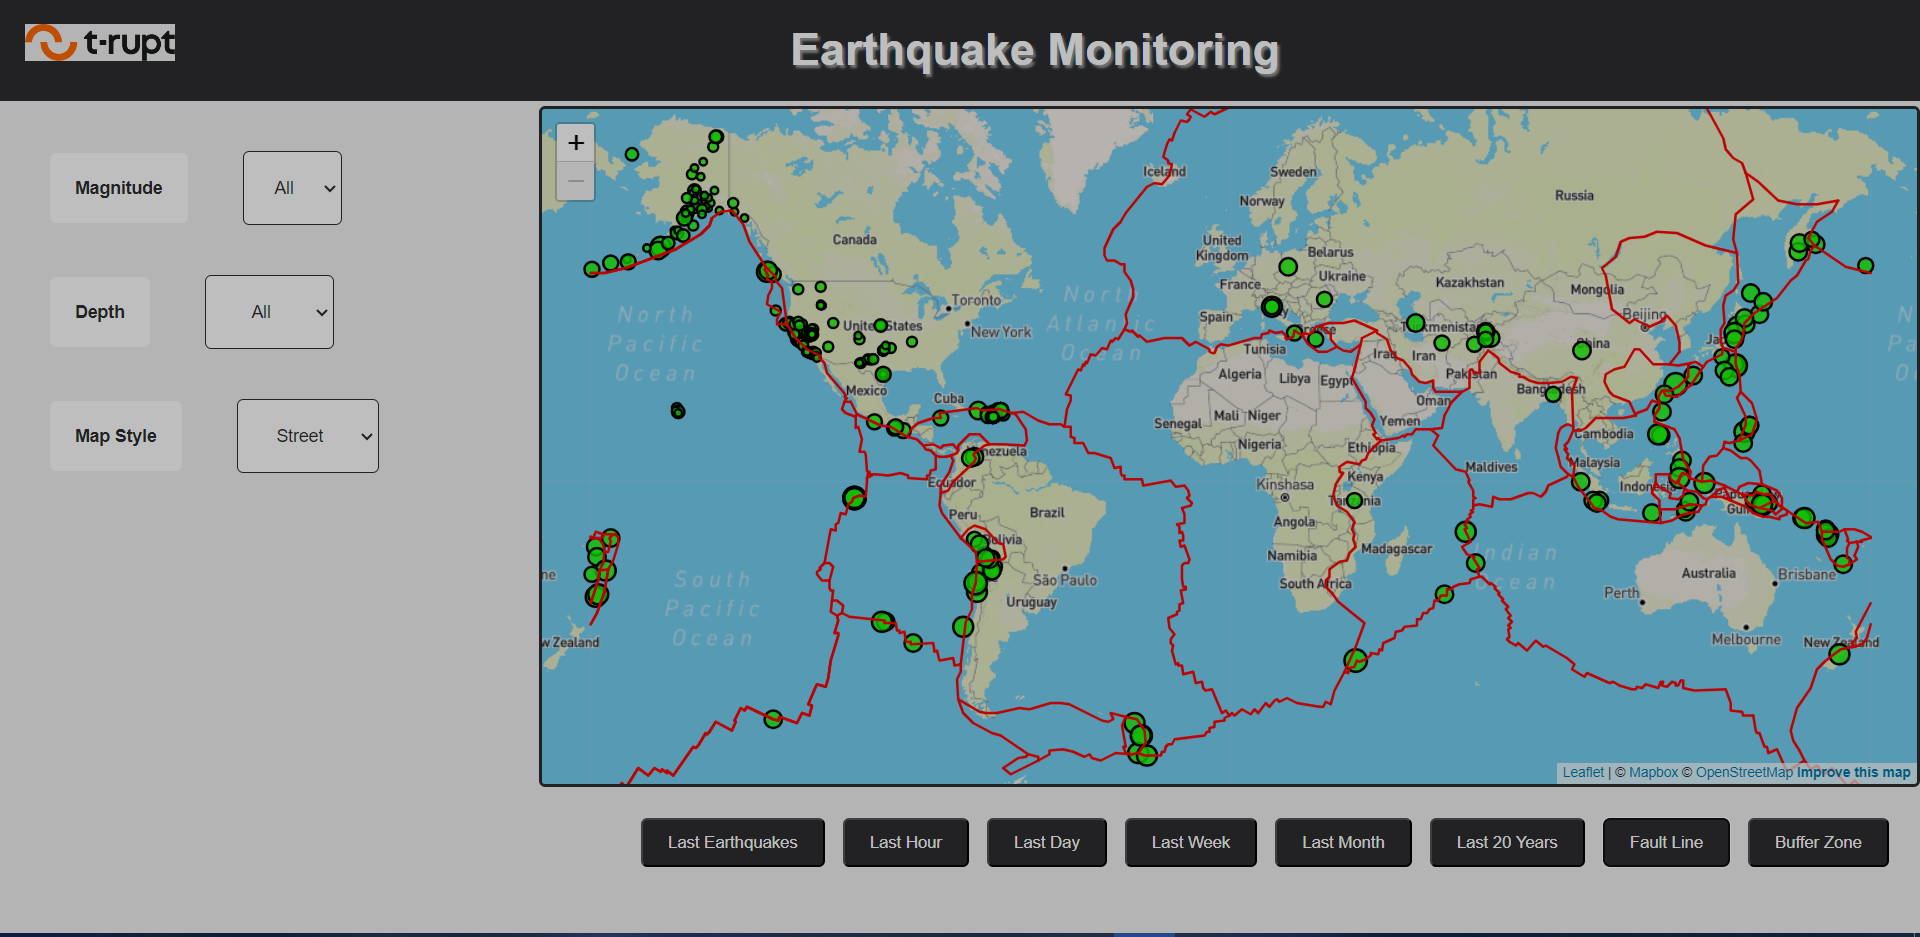 t-rupt
Earthquake Monitoring
Magnitude
All
Depth
All
Map Style
Street
+
−
Iceland
Sweden
Norway
Russia
Canada
United
Kingdom
Belarus
Ukraine
France
Kazakhstan
Mongolia
Toronto
New York
United States
North
Pacific
Ocean
North
Atlantic
Ocean
Spain
Greece
Turkmenistan
Beijing
Tunisia
Iraq
Iran
China
Algeria
Libya
Egypt
Pakistan
Bangladesh
Mexico
Cuba
Oman
Mali
Niger
Senegal
Yemen
Cambodia
Nigeria
Ethiopia
Venezuela
Maldives
Malaysia
Ecuador
Kenya
Kinshasa
Indonesia
Tanzania
Peru
Brazil
Angola
Bolivia
Madagascar
Indian
Ocean
Namibia
South Africa
São Paulo
Uruguay
Australia
Brisbane
Perth
South
Pacific
Ocean
Melbourne
New Zealand
w Zealand
ne
N
Pa
O
Leaflet | © Mapbox © OpenStreetMap Improve this map
Last Earthquakes
Last Hour
Last Day
Last Week
Last Month
Last 20 Years
Fault Line
Buffer Zone